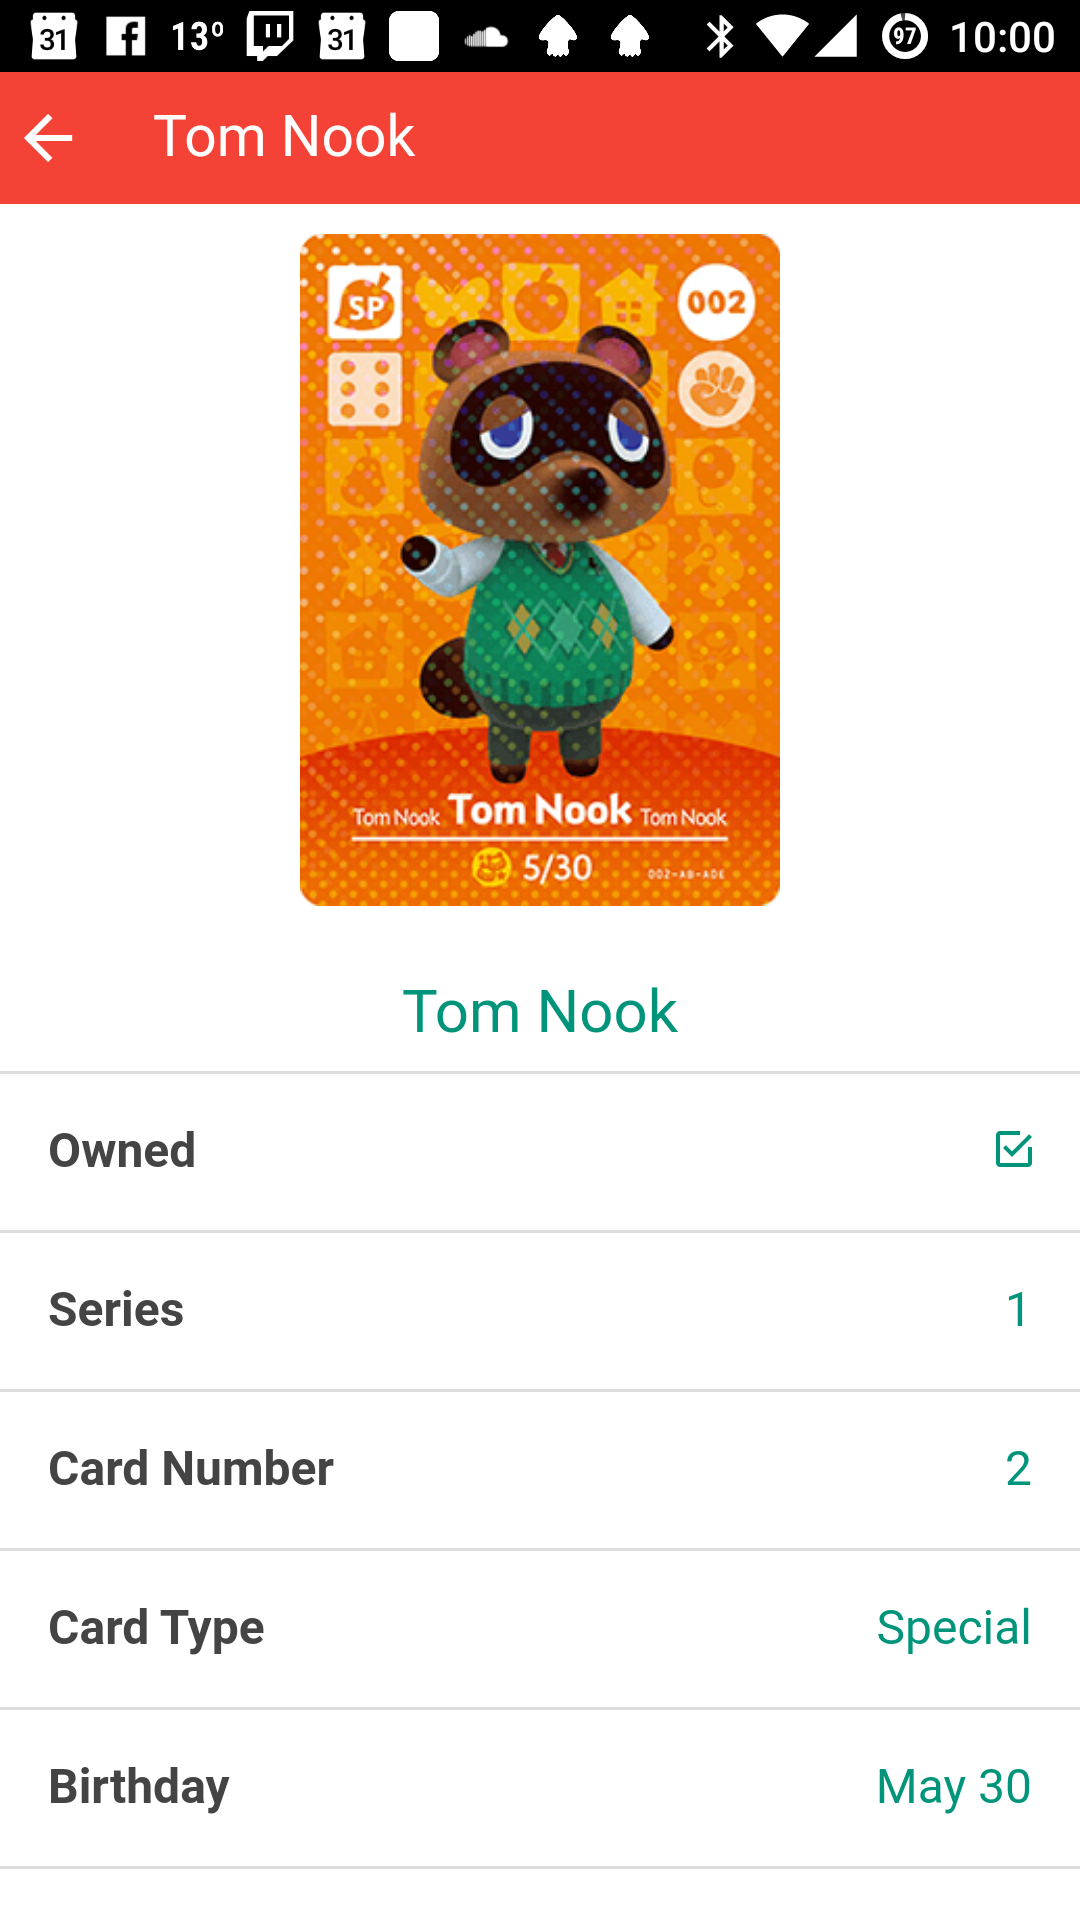 31 13° 31 97 10:00
Tom Nook
SP 002
Tom Nook Tom Nook Tom Nook
5/30 002-AB-ADE
Tom Nook
Owned
Series 1
Card Number 2
Card Type Special
Birthday May 30